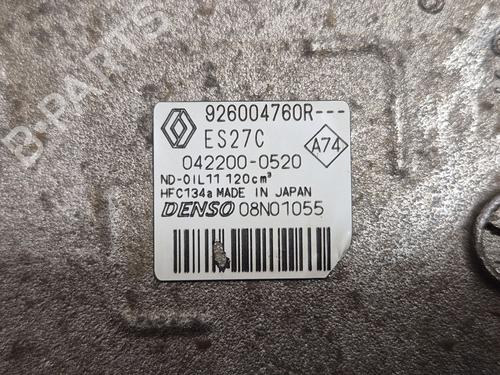 926004760R---
ES27C
A74
042200-0520
ND-OIL11 120cm³
HFC134a MADE IN JAPAN
DENSO 08N01055
B-PARTS